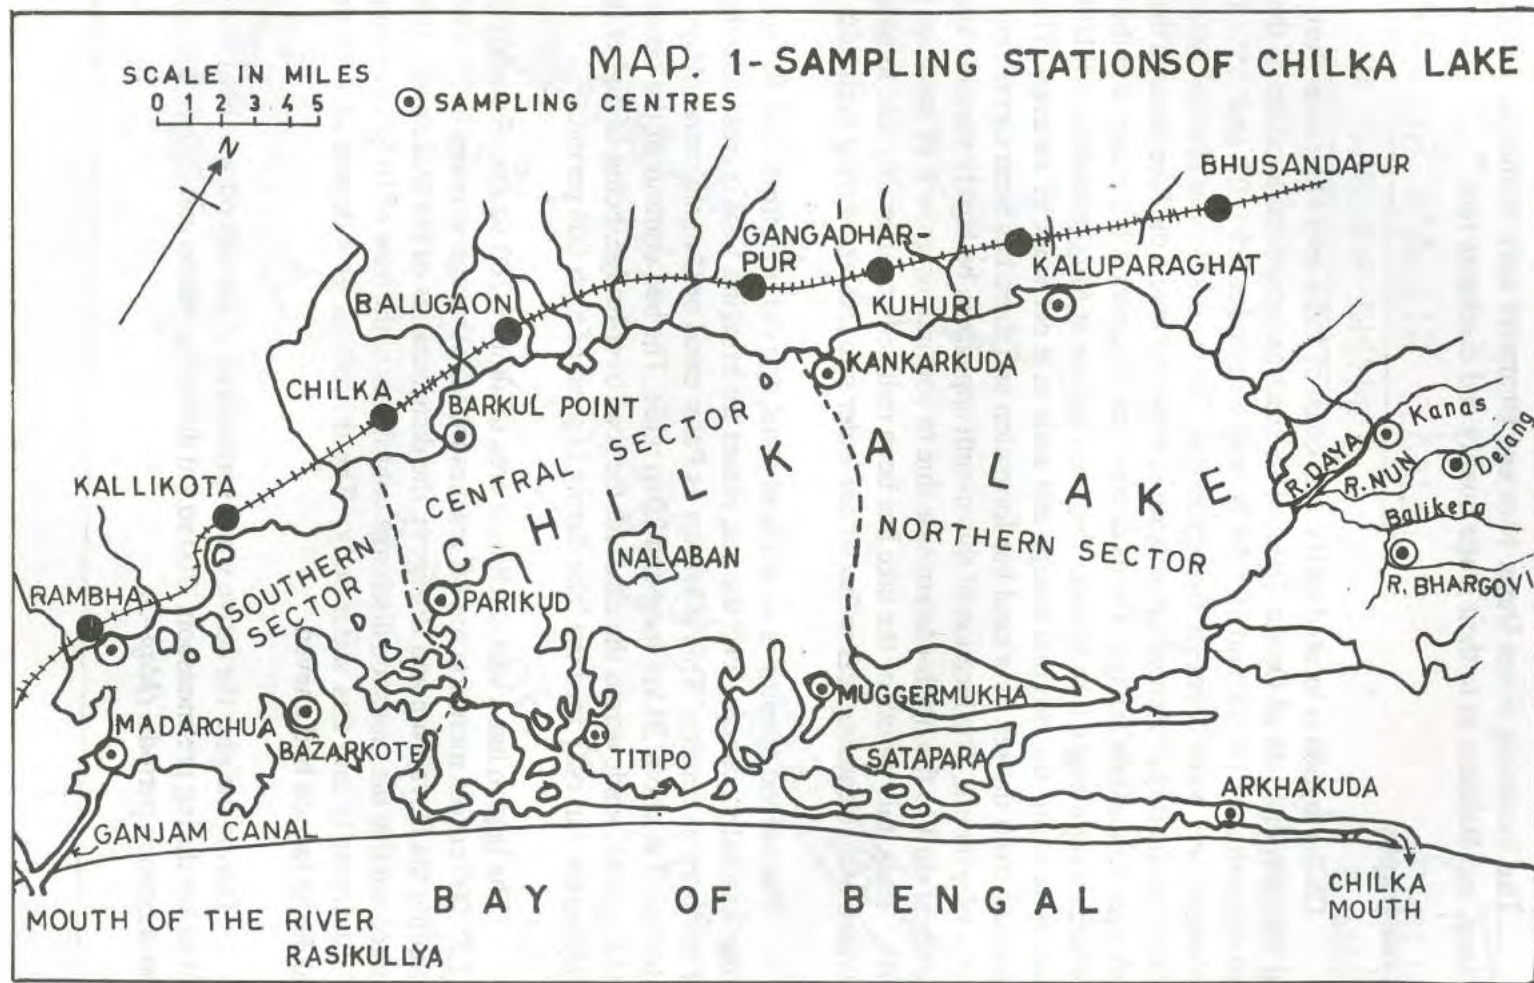 MAP. 1- SAMPLING STATIONSOF CHILKA LAKE
SCALE IN MILES
0 1 2 3 4 5
SAMPLING CENTRES
N
BHUSANDAPUR
GANGADHAR-
PUR
KALUPARAGHAT
KUHURI
BALUGAON
KANKARKUDA
CHILKA
BARKUL POINT
CENTRAL SECTOR
Kanas
R. DAYA
R. NUN
Delang
KALLIKOTA
CHILKA LAKE
Balikera
NORTHERN SECTOR
NALABAN
R. BHARGOVI
RAMBHA
SOUTHERN
SECTOR
PARIKUD
MUGGERMUKHA
MADARCHUA
BAZARKOTE
TITIPO
SATAPARA
ARKHAKUDA
GANJAM CANAL
CHILKA
MOUTH
BAY OF BENGAL
MOUTH OF THE RIVER
RASIKULLYA